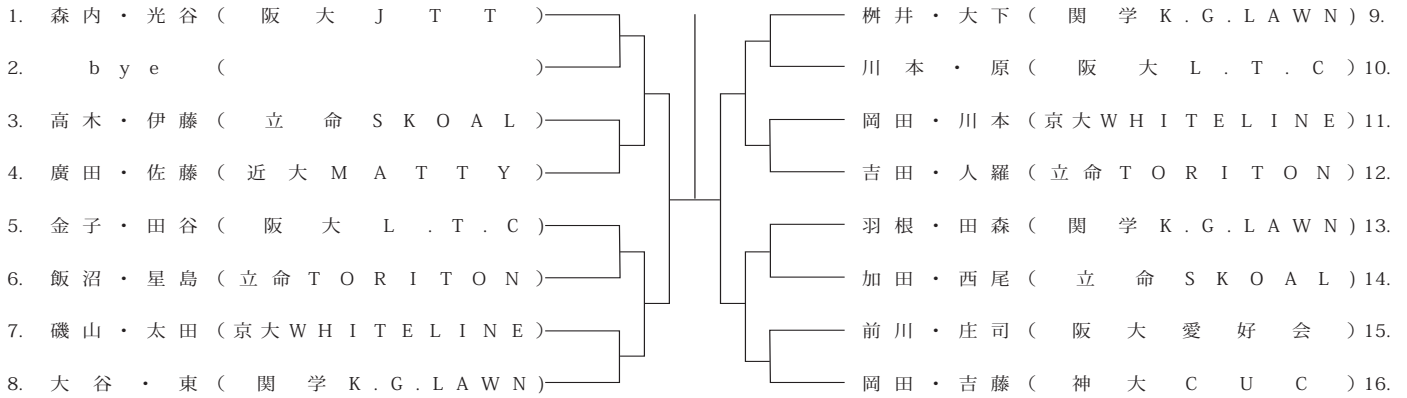 1. 森内・光谷(阪大JTT)
2. bye ( )
3. 高木・伊藤(立命SKOAL)
4. 廣田・佐藤(近大MATTY)
5. 金子・田谷(阪大L.T.C)
6. 飯沼・星島(立命TORITON)
7. 磯山・太田(京大WHITELINE)
8. 大谷・東(関学K.G.LAWN)
桝井・大下(関学K.G.LAWN) 9.
川本・原(阪大L.T.C) 10.
岡田・川本(京大WHITELINE) 11.
吉田・人羅(立命TORITON) 12.
羽根・田森(関学K.G.LAWN) 13.
加田・西尾(立命SKOAL) 14.
前川・庄司(阪大愛好会) 15.
岡田・吉藤(神大CUC) 16.